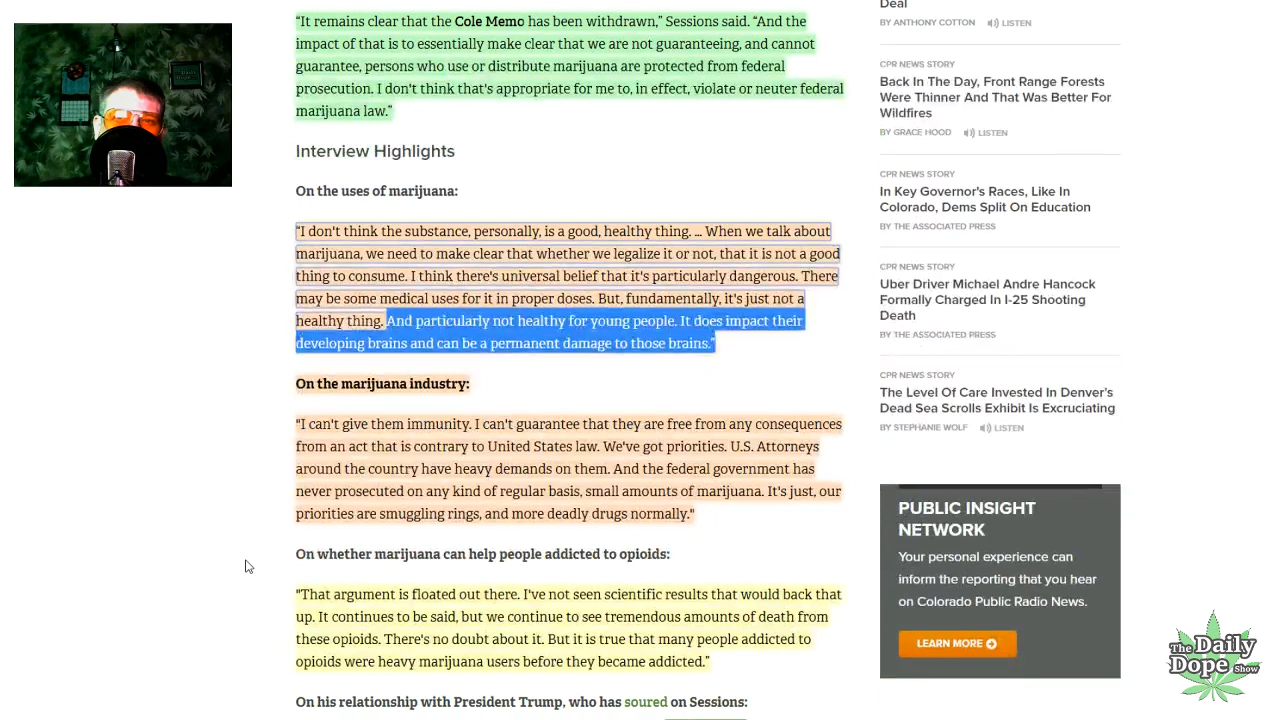 “It remains clear that the Cole Memo has been withdrawn,” Sessions said. “And the
impact of that is to essentially make clear that we are not guaranteeing, and cannot
guarantee, persons who use or distribute marijuana are protected from federal
prosecution. I don't think that's appropriate for me to, in effect, violate or neuter federal
marijuana law.”
Interview Highlights
On the uses of marijuana:
“I don't think the substance, personally, is a good, healthy thing. … When we talk about
marijuana, we need to make clear that whether we legalize it or not, that it is not a good
thing to consume. I think there's universal belief that it's particularly dangerous. There
may be some medical uses for it in proper doses. But, fundamentally, it's just not a
healthy thing. And particularly not healthy for young people. It does impact their
developing brains and can be a permanent damage to those brains.”
On the marijuana industry:
"I can't give them immunity. I can't guarantee that they are free from any consequences
from an act that is contrary to United States law. We've got priorities. U.S. Attorneys
around the country have heavy demands on them. And the federal government has
never prosecuted on any kind of regular basis, small amounts of marijuana. It's just, our
priorities are smuggling rings, and more deadly drugs normally."
On whether marijuana can help people addicted to opioids:
"That argument is floated out there. I've not seen scientific results that would back that
up. It continues to be said, but we continue to see tremendous amounts of death from
these opioids. There's no doubt about it. But it is true that many people addicted to
opioids were heavy marijuana users before they became addicted.”
On his relationship with President Trump, who has soured on Sessions:
Deal
BY ANTHONY COTTON LISTEN
CPR NEWS STORY
Back In The Day, Front Range Forests
Were Thinner And That Was Better For
Wildfires
BY GRACE HOOD LISTEN
CPR NEWS STORY
In Key Governor's Races, Like In
Colorado, Dems Split On Education
BY THE ASSOCIATED PRESS
CPR NEWS STORY
Uber Driver Michael Andre Hancock
Formally Charged In I-25 Shooting
Death
BY THE ASSOCIATED PRESS
CPR NEWS STORY
The Level Of Care Invested In Denver's
Dead Sea Scrolls Exhibit Is Excruciating
BY STEPHANIE WOLF LISTEN
PUBLIC INSIGHT
NETWORK
Your personal experience can
inform the reporting that you hear
on Colorado Public Radio News.
LEARN MORE
The Daily
Dope Show